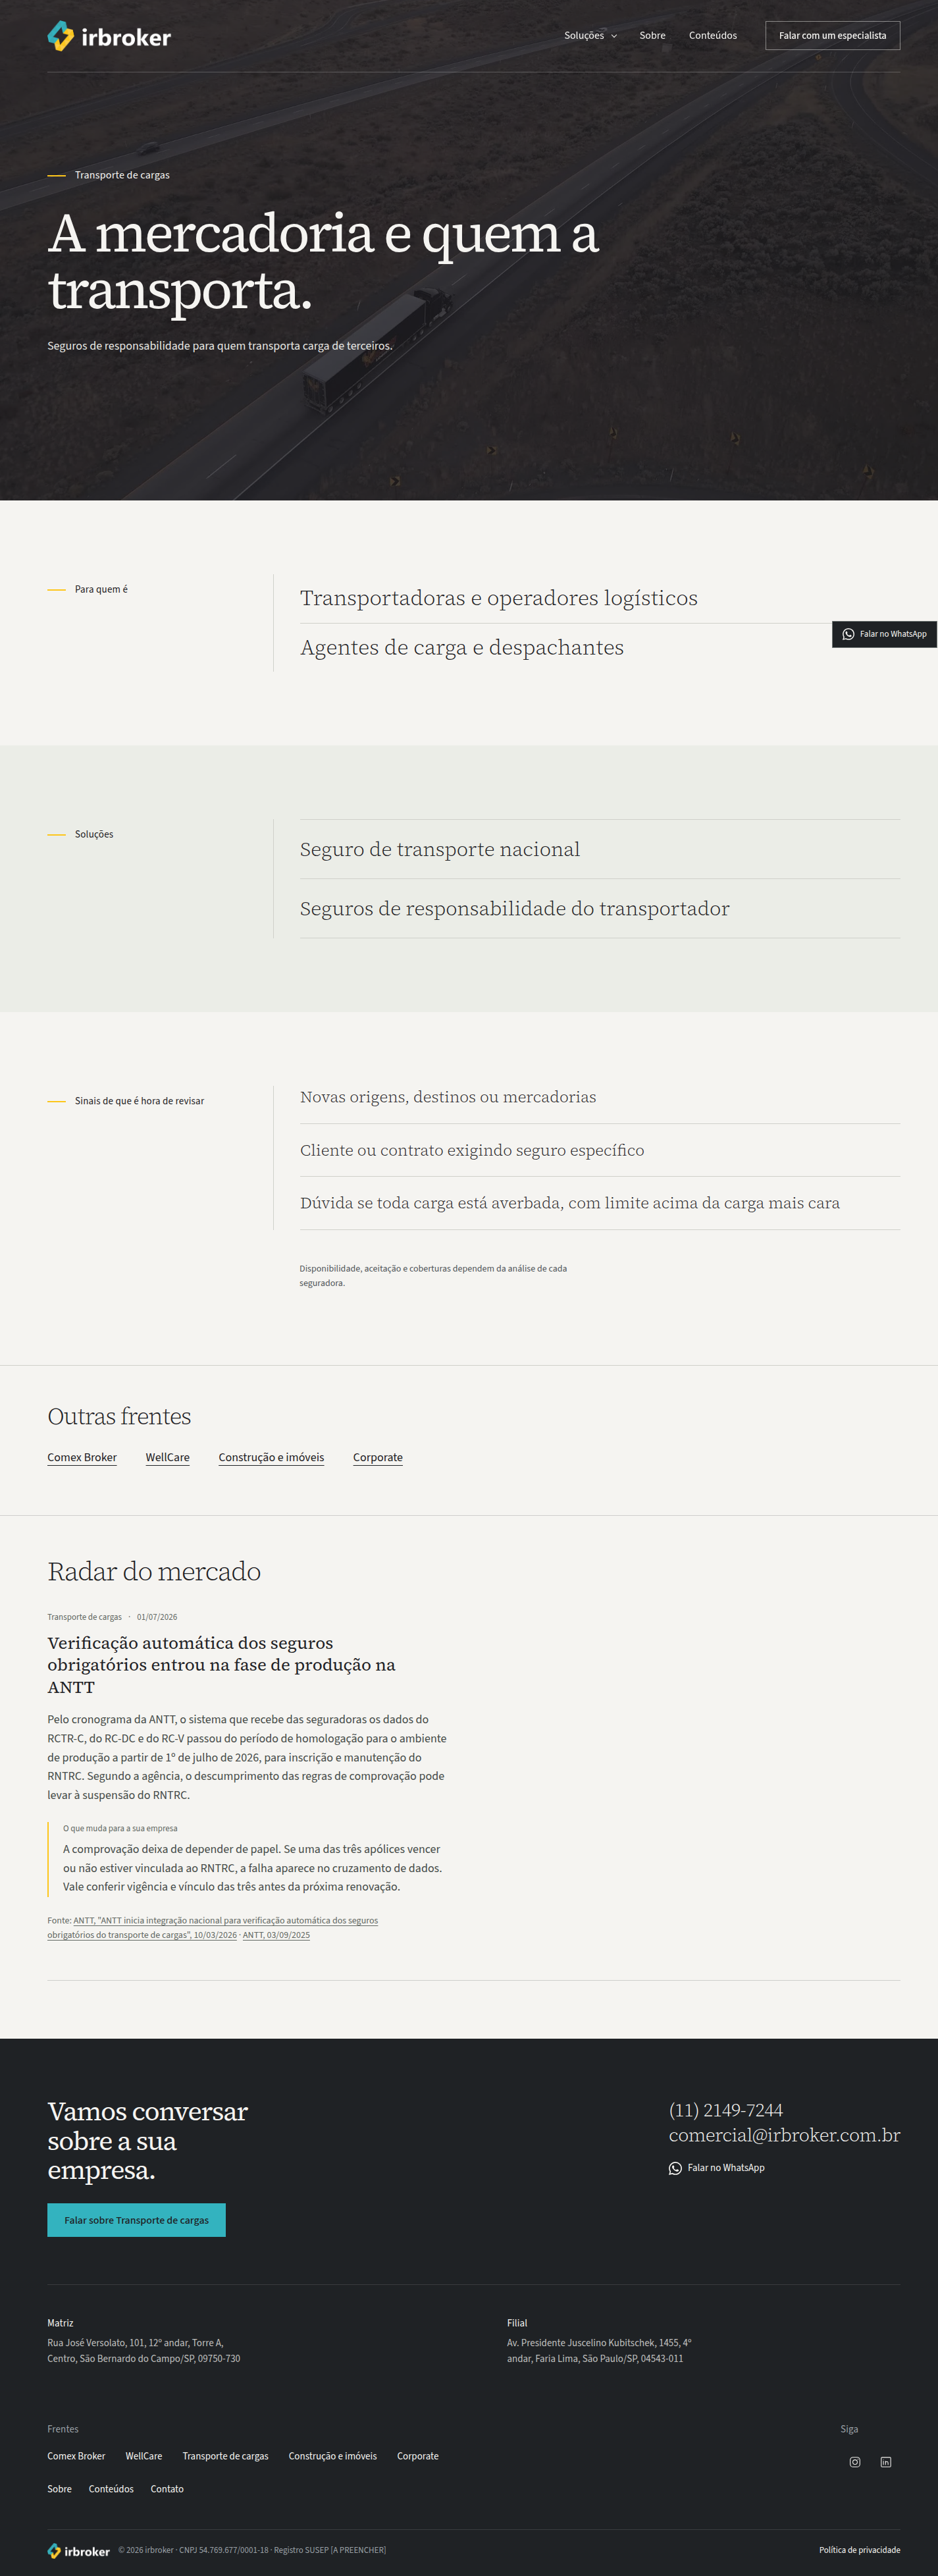 irbroker
Soluções
Sobre
Conteúdos
Falar com um especialista
Transporte de cargas
A mercadoria e quem a
transporta.
Seguros de responsabilidade para quem transporta carga de terceiros.
Para quem é
Transportadoras e operadores logísticos
Agentes de carga e despachantes
Falar no WhatsApp
Soluções
Seguro de transporte nacional
Seguros de responsabilidade do transportador
Sinais de que é hora de revisar
Novas origens, destinos ou mercadorias
Cliente ou contrato exigindo seguro específico
Dúvida se toda carga está averbada, com limite acima da carga mais cara
Disponibilidade, aceitação e coberturas dependem da análise de cada
seguradora.
Outras frentes
Comex Broker WellCare Construção e imóveis Corporate
Radar do mercado
Transporte de cargas · 01/07/2026
Verificação automática dos seguros
obrigatórios entrou na fase de produção na
ANTT
Pelo cronograma da ANTT, o sistema que recebe das seguradoras os dados do
RCTR-C, do RC-DC e do RC-V passou do período de homologação para o ambiente
de produção a partir de 1º de julho de 2026, para inscrição e manutenção do
RNTRC. Segundo a agência, o descumprimento das regras de comprovação pode
levar à suspensão do RNTRC.
O que muda para a sua empresa
A comprovação deixa de depender de papel. Se uma das três apólices vencer
ou não estiver vinculada ao RNTRC, a falha aparece no cruzamento de dados.
Vale conferir vigência e vínculo das três antes da próxima renovação.
Fonte: ANTT, "ANTT inicia integração nacional para verificação automática dos seguros
obrigatórios do transporte de cargas", 10/03/2026 · ANTT, 03/09/2025
Vamos conversar
sobre a sua
empresa.
Falar sobre Transporte de cargas
(11) 2149-7244
comercial@irbroker.com.br
Falar no WhatsApp
Matriz
Rua José Versolato, 101, 12º andar, Torre A,
Centro, São Bernardo do Campo/SP, 09750-730
Filial
Av. Presidente Juscelino Kubitschek, 1455, 4º
andar, Faria Lima, São Paulo/SP, 04543-011
Frentes
Comex Broker WellCare Transporte de cargas Construção e imóveis Corporate
Sobre Conteúdos Contato
Siga
irbroker © 2026 irbroker · CNPJ 54.769.677/0001-18 · Registro SUSEP [A PREENCHER]
Política de privacidade